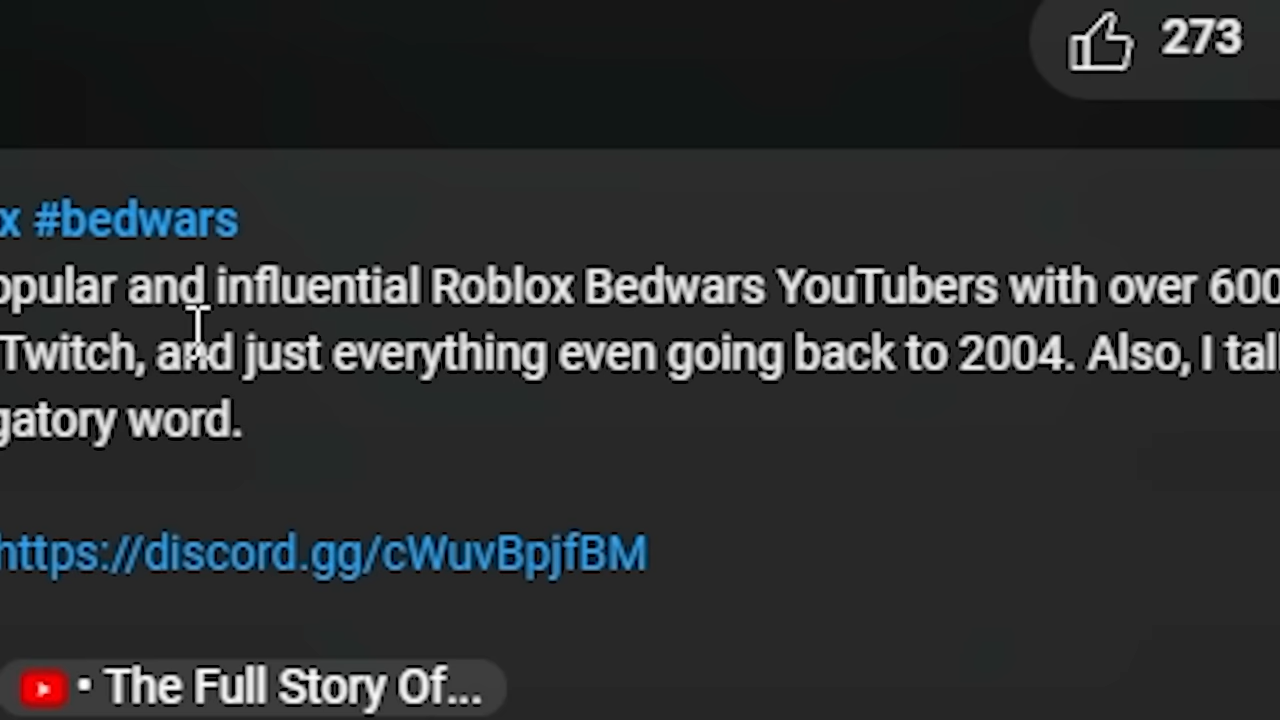 273
x #bedwars
opular and influential Roblox Bedwars YouTubers with over 600
Twitch, and just everything even going back to 2004. Also, I tal
gatory word.
https://discord.gg/cWuvBpjfBM
• The Full Story Of...